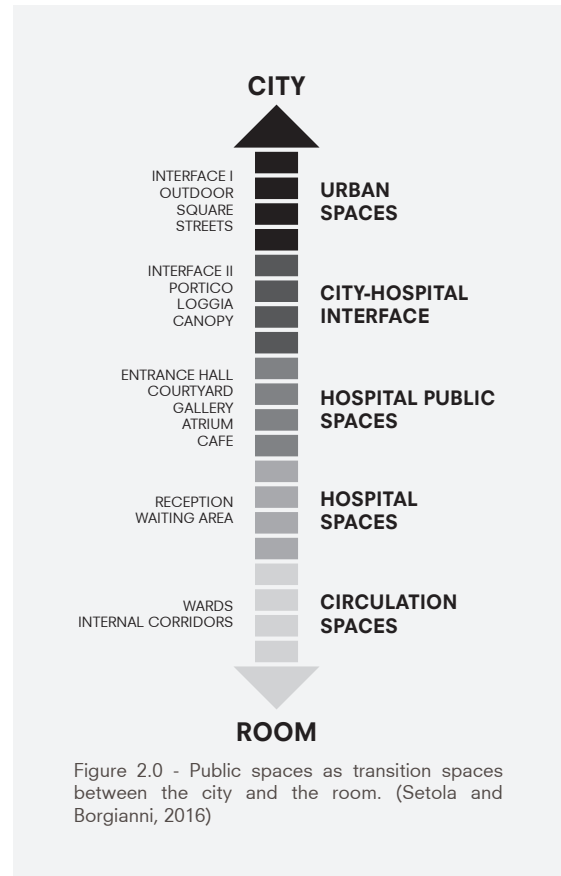 CITY
INTERFACE I
OUTDOOR
SQUARE
STREETS
URBAN
SPACES
INTERFACE II
PORTICO
LOGGIA
CANOPY
CITY-HOSPITAL
INTERFACE
ENTRANCE HALL
COURTYARD
GALLERY
ATRIUM
CAFE
HOSPITAL PUBLIC
SPACES
RECEPTION
WAITING AREA
HOSPITAL
SPACES
WARDS
INTERNAL CORRIDORS
CIRCULATION
SPACES
ROOM
Figure 2.0 - Public spaces as transition spaces
between the city and the room. (Setola and
Borgianni, 2016)